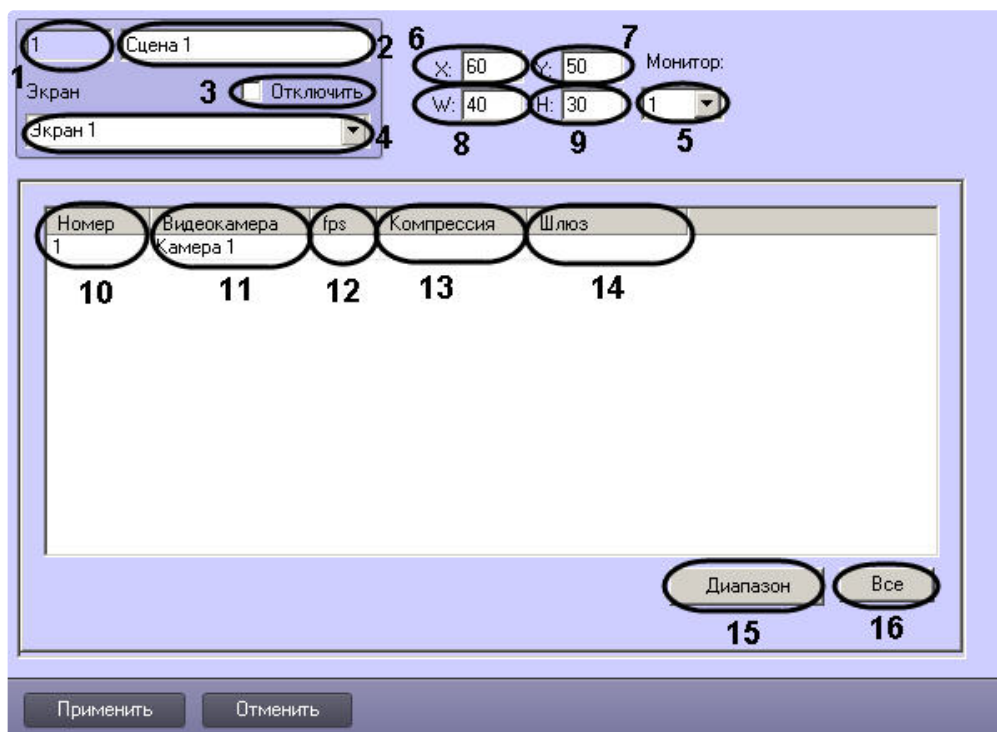 1 Сцена 1 2
1
Экран 3 Отключить
Экран 1 4
6 7
X: 60 Y: 50 Монитор:
W: 40 H: 30 1
8 9 5
Номер Видеокамера fps Компрессия Шлюз
1 Камера 1
10 11 12 13 14
Диапазон Все
15 16
Применить Отменить